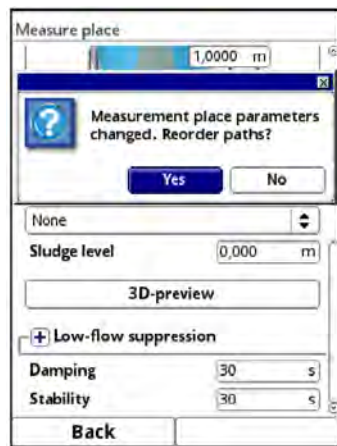 Measure place
1,0000 m
Measurement place parameters
changed. Reorder paths?
Yes No
None
Sludge level 0,000 m
3D-preview
+ Low-flow suppression
Damping 30 s
Stability 30 s
Back